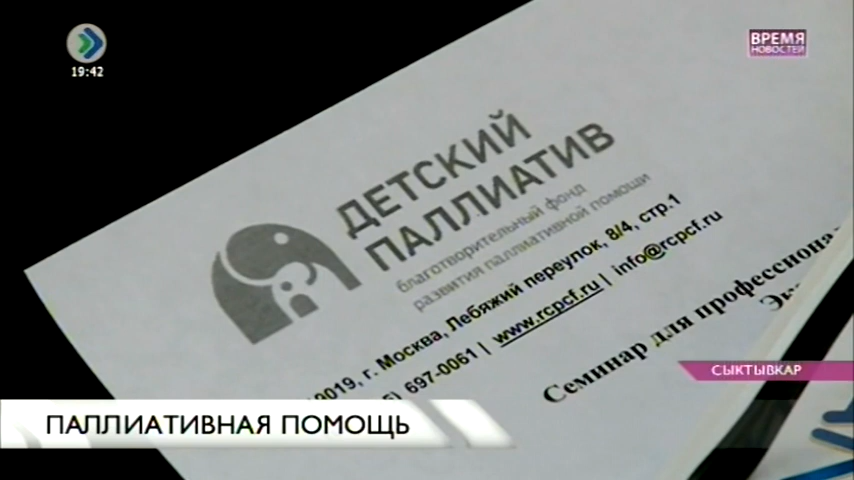 19:42
ВРЕМЯ
НОВОСТЕЙ
ДЕТСКИЙ
ПАЛЛИАТИВ
благотворительный фонд
развития паллиативной помощи
г. Москва, Лебяжий переулок, 8/4, стр.1
697-0061 | www.rcpcf.ru | info@rcpcf.ru
Семинар для
СЫКТЫВКАР
ПАЛЛИАТИВНАЯ ПОМОЩЬ